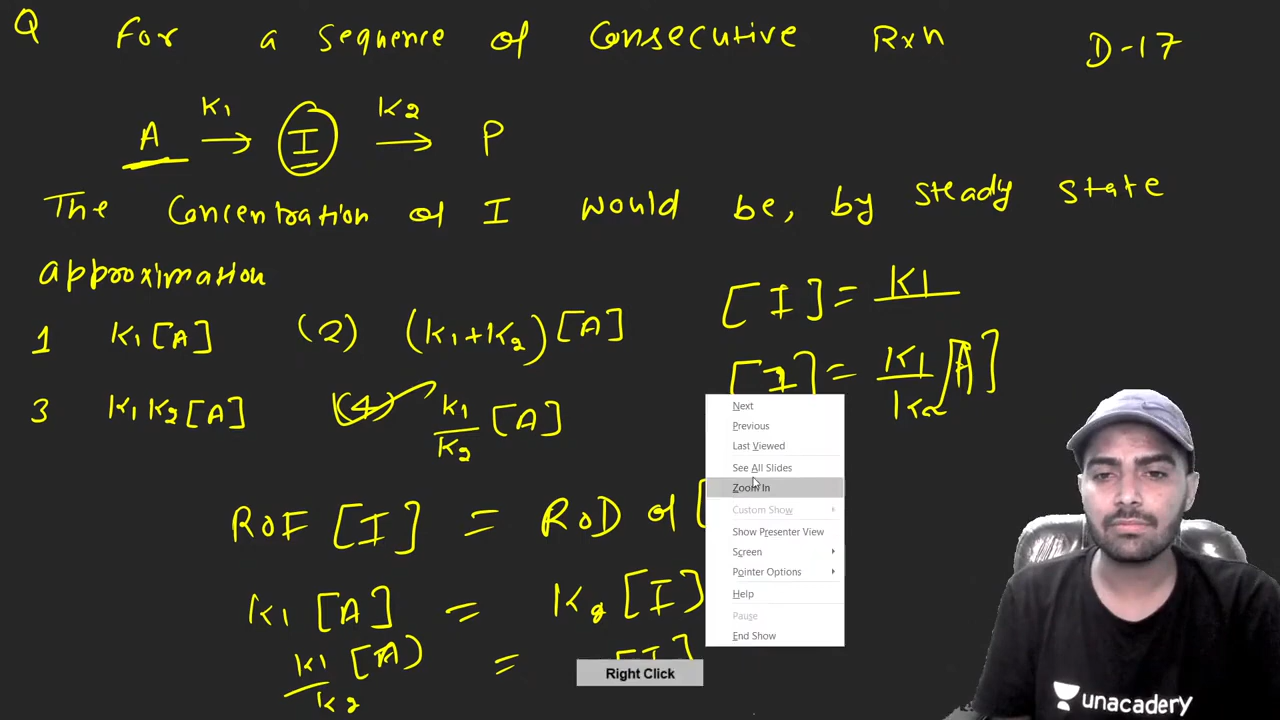 Q For a sequence of Consecutive Rxn D-17
A K1 → I K2 → P
The Concentration of I would be, by steady state
approximation
1 K1[A] (2) (K1+K2)[A]
3 K1K2[A] (4) K1/K2 [A]
[I] = K1
[I] = K1/K2 [A]
ROF [I] = ROD of [
K1 [A] = K2 [I]
K1/K2 [A] = [I]
Next
Previous
Last Viewed
See All Slides
Zoom In
Custom Show
Show Presenter View
Screen
Pointer Options
Help
Pause
End Show
Right Click
unacadery